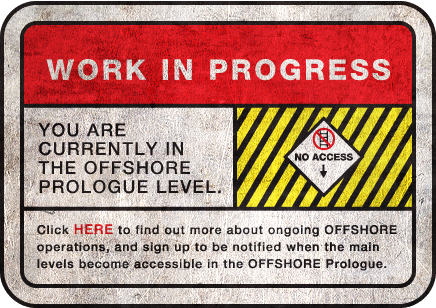 WORK IN PROGRESS
YOU ARE
CURRENTLY IN
THE OFFSHORE
PROLOGUE LEVEL.
NO ACCESS
Click HERE to find out more about ongoing OFFSHORE
operations, and sign up to be notified when the main
levels become accessible in the OFFSHORE Prologue.